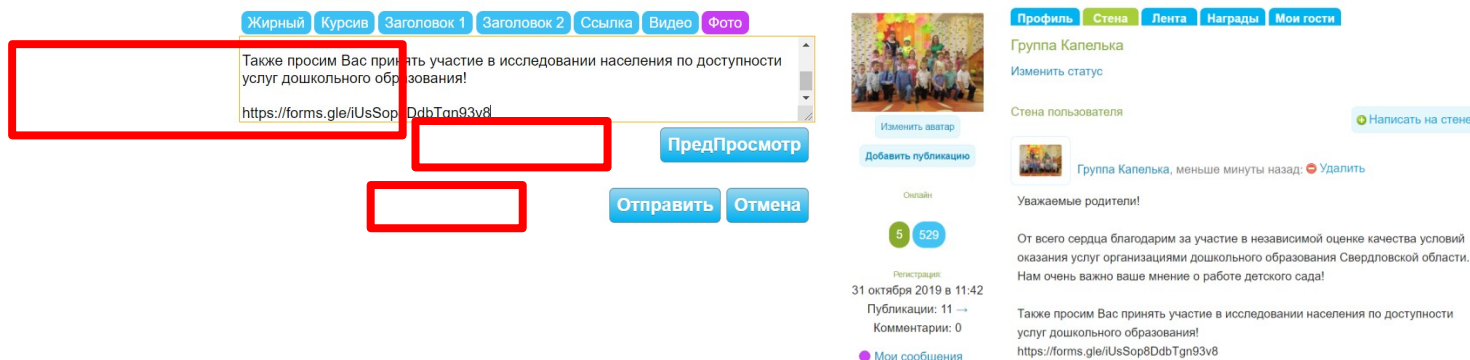 Жирный Курсив Заголовок 1 Заголовок 2 Ссылка Видео Фото
Также просим Вас принять участие в исследовании населения по доступности
услуг дошкольного образования!
https://forms.gle/iUsSop8DdbTgn93v8
ПредПросмотр
Отправить Отмена
Изменить аватар
Добавить публикацию
Онлайн
5 529
Регистрация:
31 октября 2019 в 11:42
Публикации: 11 →
Комментарии: 0
Мои сообщения
Профиль Стена Лента Награды Мои гости
Группа Капелька
Изменить статус
Стена пользователя
Написать на стене
Группа Капелька, меньше минуты назад: Удалить
Уважаемые родители!
От всего сердца благодарим за участие в независимой оценке качества условий
оказания услуг организациями дошкольного образования Свердловской области.
Нам очень важно ваше мнение о работе детского сада!
Также просим Вас принять участие в исследовании населения по доступности
услуг дошкольного образования!
https://forms.gle/iUsSop8DdbTgn93v8